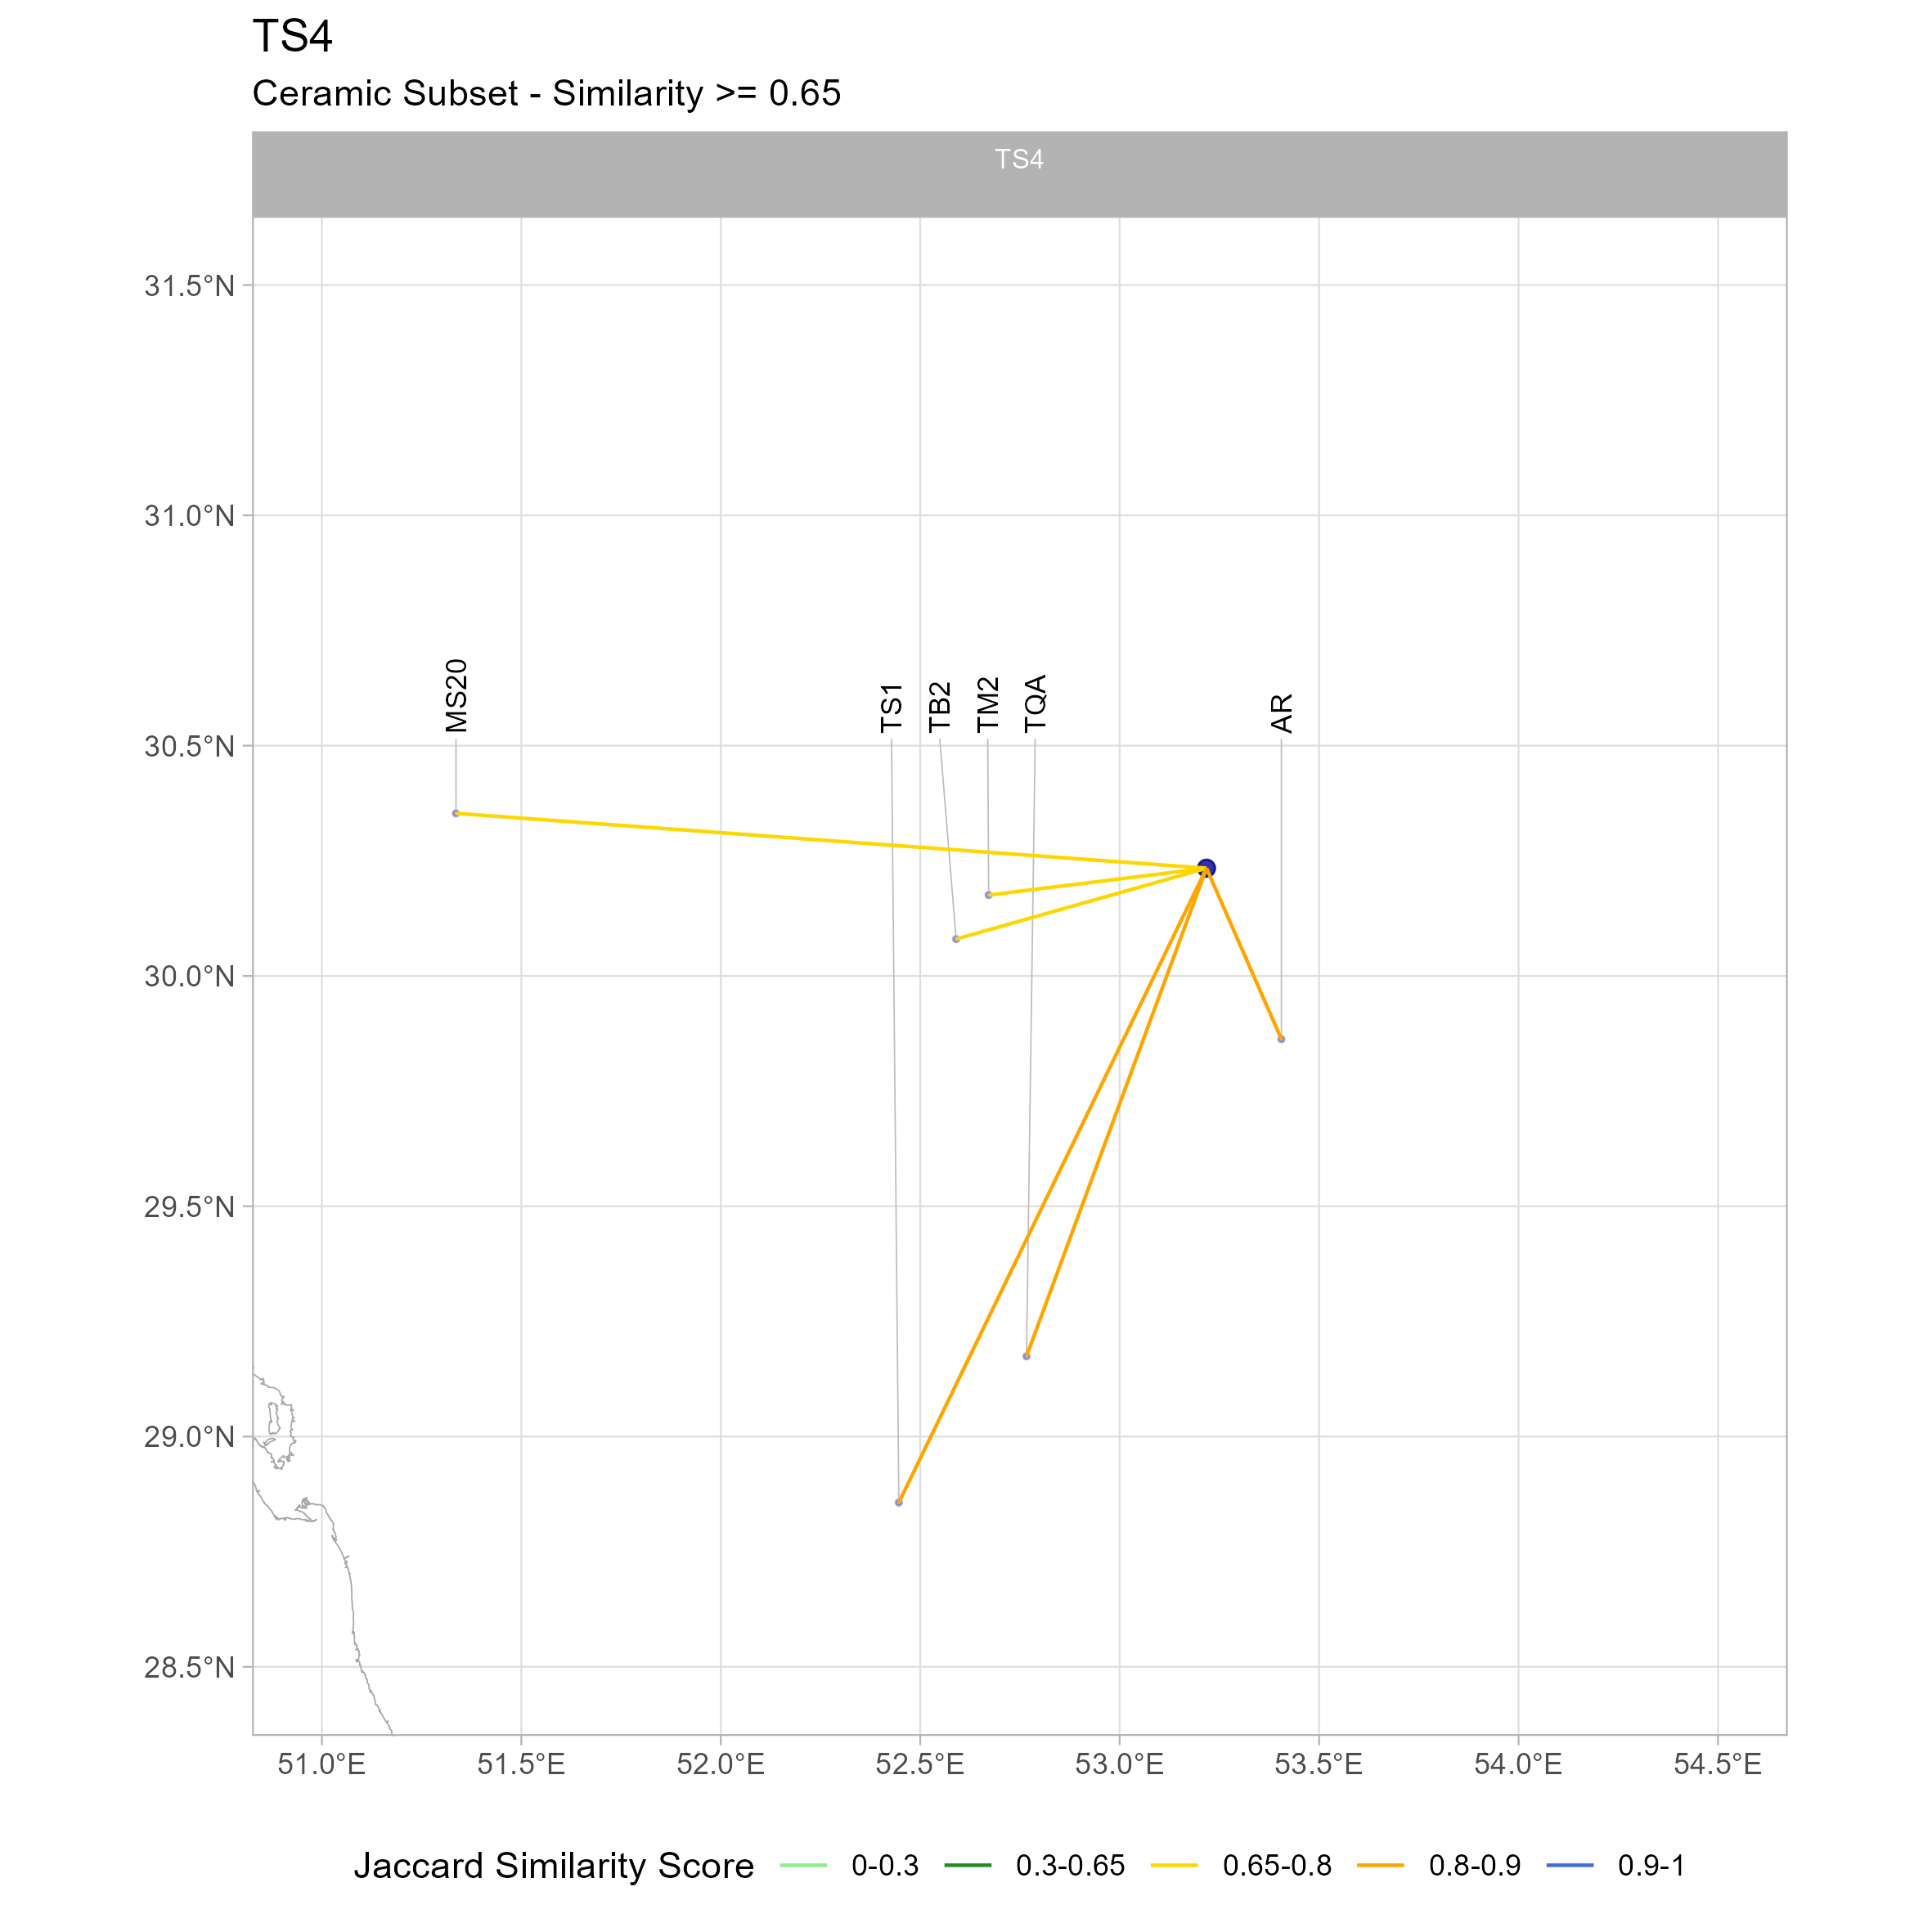 TS4
Ceramic Subset - Similarity >= 0.65
TS4
31.5°N
31.0°N
30.5°N
30.0°N
29.5°N
29.0°N
28.5°N
MS20
TS1
TB2
TM2
TQA
AR
51.0°E 51.5°E 52.0°E 52.5°E 53.0°E 53.5°E 54.0°E 54.5°E
Jaccard Similarity Score 0-0.3 0.3-0.65 0.65-0.8 0.8-0.9 0.9-1